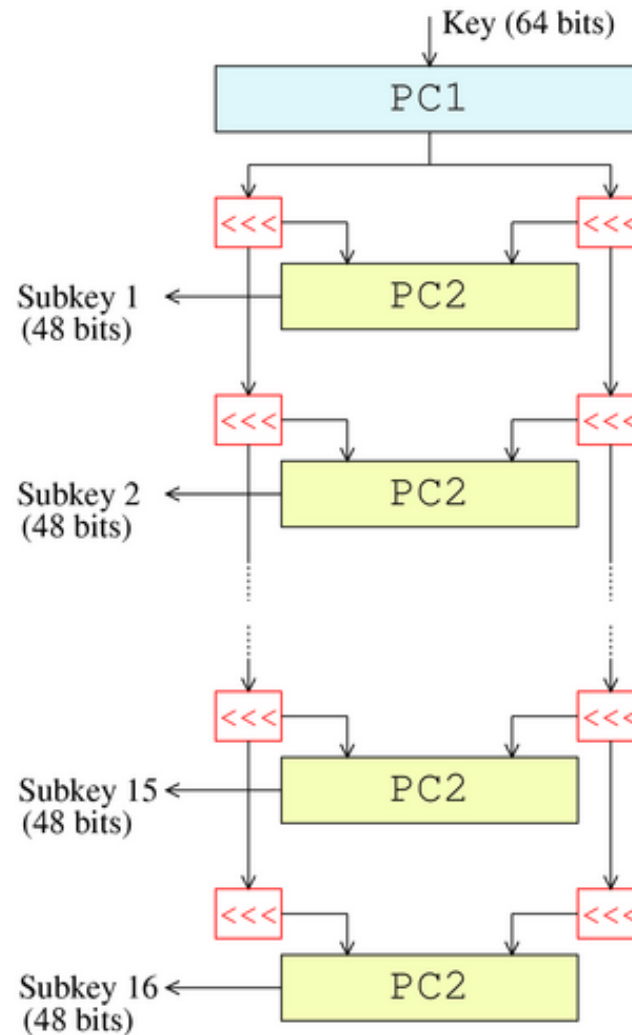 Key (64 bits)
PC1
<<< <<<
Subkey 1
(48 bits)
PC2
<<< <<<
Subkey 2
(48 bits)
PC2
<<< <<<
Subkey 15
(48 bits)
PC2
<<< <<<
Subkey 16
(48 bits)
PC2